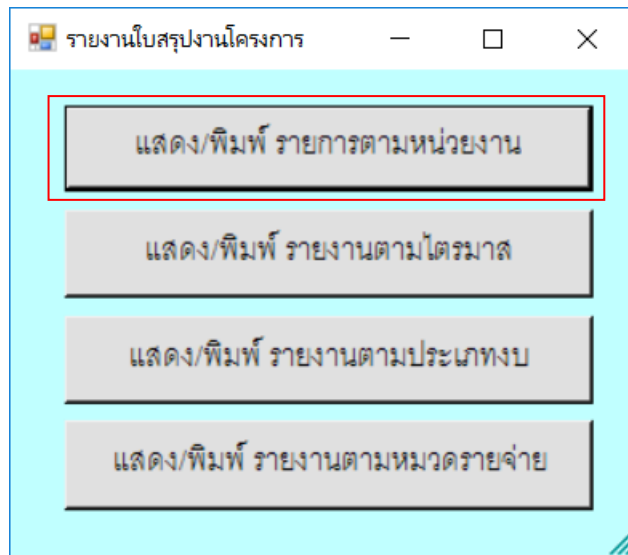 รายงานใบสรุปงานโครงการ
แสดง/พิมพ์ รายการตามหน่วยงาน
แสดง/พิมพ์ รายงานตามไตรมาส
แสดง/พิมพ์ รายงานตามประเภทงบ
แสดง/พิมพ์ รายงานตามหมวดรายจ่าย